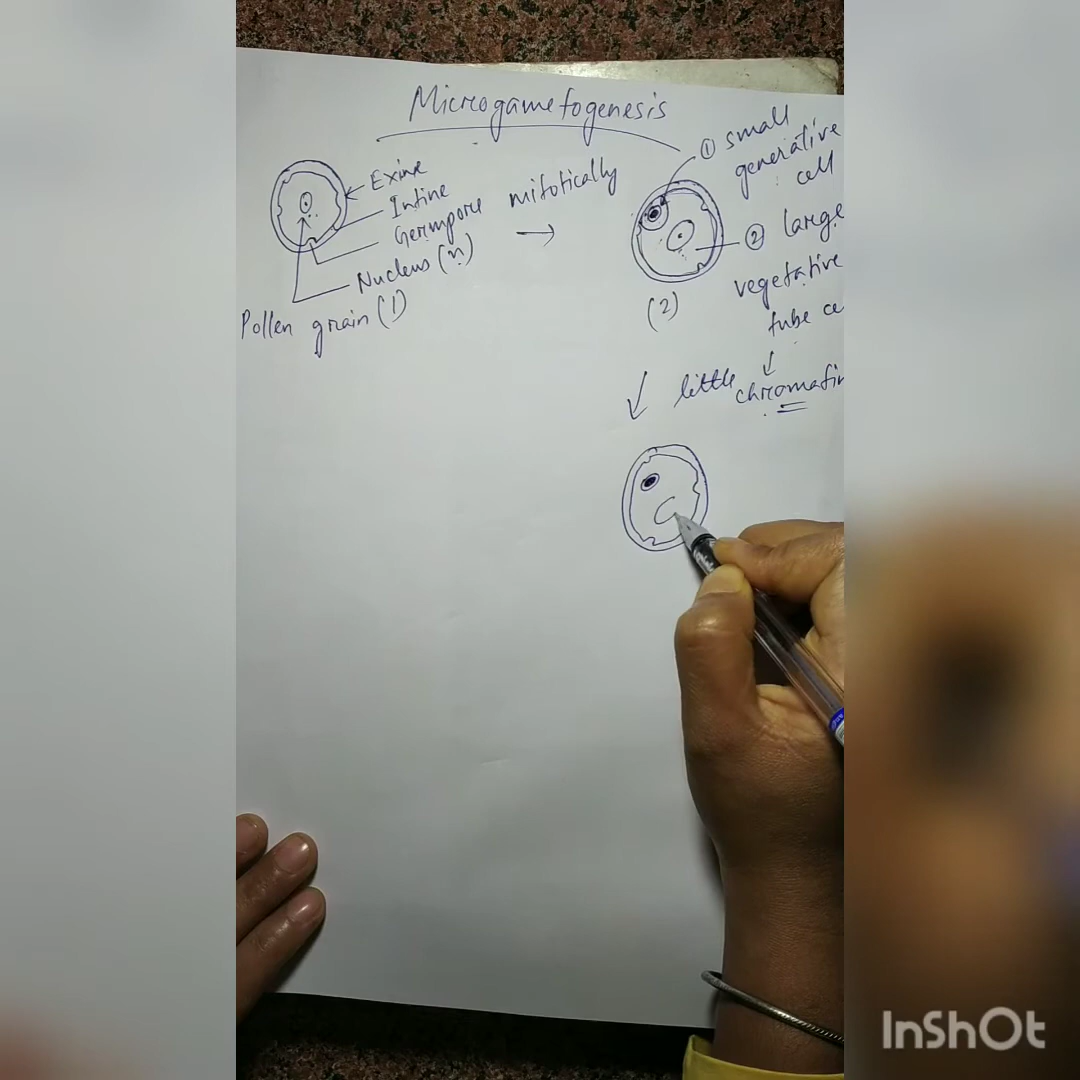 Microgametogenesis
Exine
Intine
Germpore
Nucleus (n)
Pollen grain (1)
mitotically
→
① small
generative
cell
② large
vegetative
tube ce
(2)
↓
↓
little chromatin
InShOt